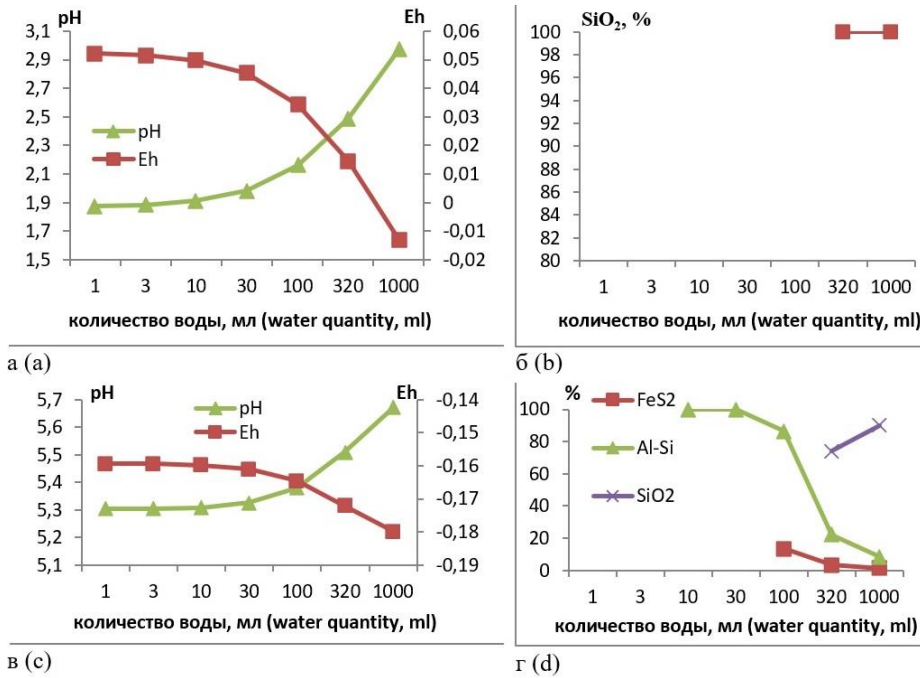 pH Eh
3,1 0,06
2,9 0,05
2,7 0,04
2,5 0,03
2,3 0,02
2,1 0,01
1,9 0
1,7 -0,01
1,5 -0,02
pH
Eh
1 3 10 30 100 320 1000
количество воды, мл (water quantity, ml)
а (a)
SiO₂, %
100
98
96
94
92
90
88
86
84
82
80
1 3 10 30 100 320 1000
количество воды, мл (water quantity, ml)
б (b)
pH Eh
5,7 -0,14
5,6 -0,15
5,5 -0,16
5,4 -0,17
5,3 -0,18
5,2 -0,19
5,1
pH
Eh
1 3 10 30 100 320 1000
количество воды, мл (water quantity, ml)
в (c)
%
100
80
60
40
20
0
FeS2
Al-Si
SiO2
1 3 10 30 100 320 1000
количество воды, мл (water quantity, ml)
г (d)